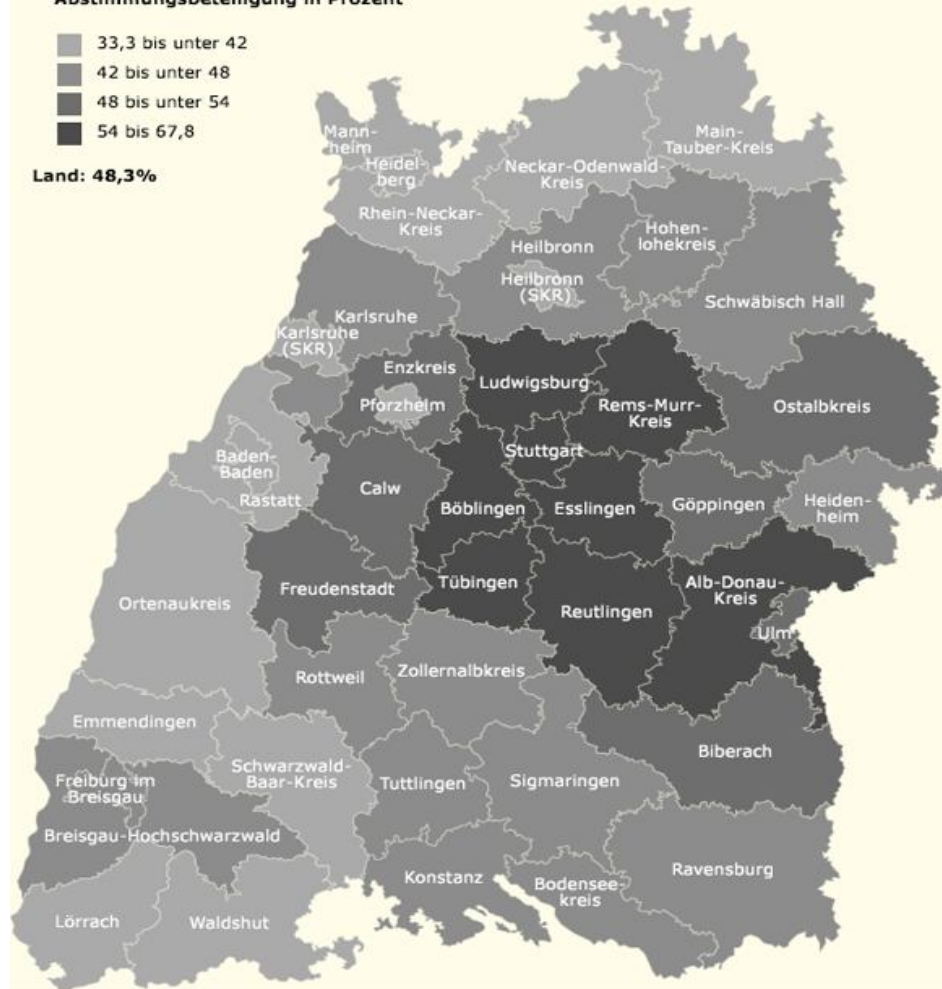 Abstimmungsbeteiligung in Prozent
33,3 bis unter 42
42 bis unter 48
48 bis unter 54
54 bis 67,8
Land: 48,3%
Mann-
heim
Heidel-
berg
Rhein-Neckar-
Kreis
Neckar-Odenwald-
Kreis
Main-
Tauber-Kreis
Hohen-
lohekreis
Heilbronn
Heilbronn
(SKR)
Schwäbisch Hall
Karlsruhe
Karlsruhe
(SKR)
Enzkreis
Pforzheim
Ludwigsburg
Rems-Murr-
Kreis
Ostalbkreis
Stuttgart
Baden-
Baden
Rastatt
Calw
Böblingen
Esslingen
Göppingen
Heiden-
heim
Ortenaukreis
Freudenstadt
Tübingen
Reutlingen
Alb-Donau-
Kreis
Ulm
Rottweil
Zollernalbkreis
Emmendingen
Schwarzwald-
Baar-Kreis
Tuttlingen
Sigmaringen
Biberach
Freiburg im
Breisgau
Breisgau-Hochschwarzwald
Konstanz
Bodensee-
kreis
Ravensburg
Lörrach
Waldshut